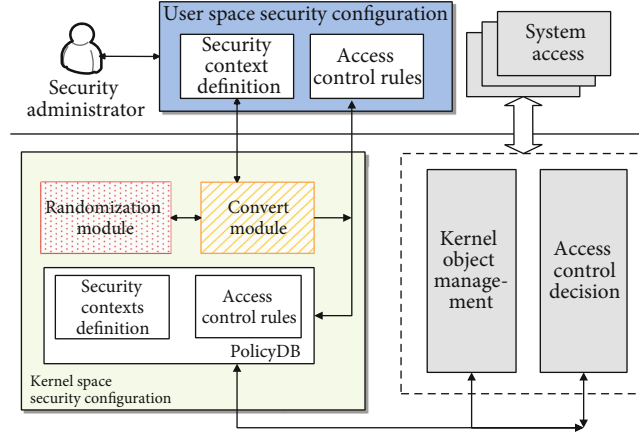 User space security configuration
Security
administrator
Security
context
definition
Access
control rules
System
access
Randomization
module
Convert
module
Security
contexts
definition
Access
control rules
PolicyDB
Kernel space
security configuration
Kernel
object
manage-
ment
Access
control
decision